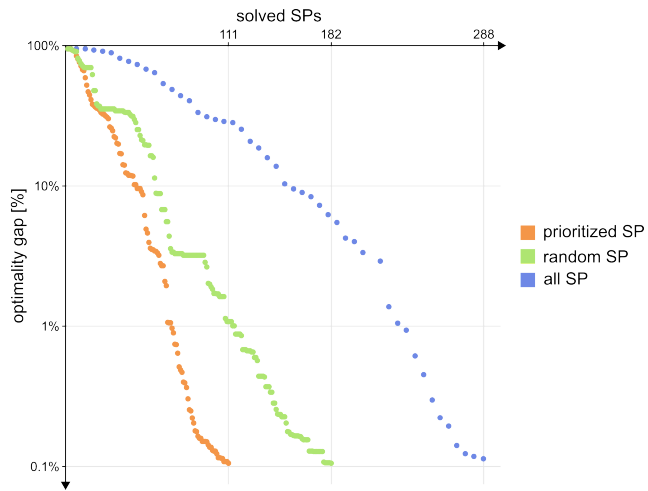 solved SPs
111 182 288
100%
10%
1%
0.1%
optimality gap [%]
prioritized SP
random SP
all SP